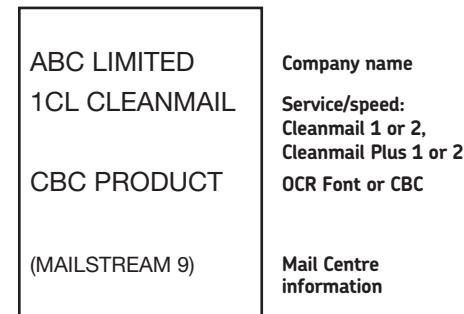 ABC LIMITED
Company name
1CL CLEANMAIL
Service/speed:
Cleanmail 1 or 2,
Cleanmail Plus 1 or 2
CBC PRODUCT
OCR Font or CBC
(MAILSTREAM 9)
Mail Centre
information